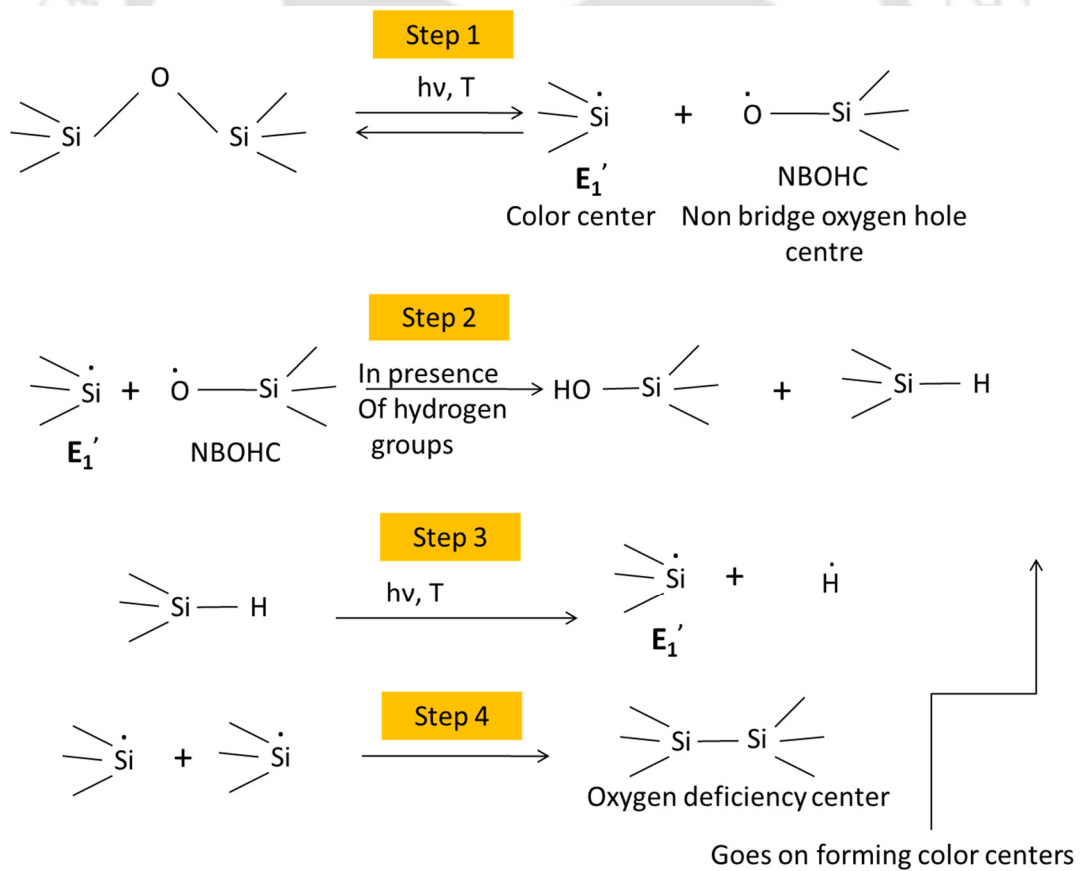 Step 1
O
hν, T
Si
Si
Si
+
O
Si
E₁′
NBOHC
Color center
Non bridge oxygen hole
centre
Step 2
Si
+
O
Si
In presence
Of hydrogen
groups
HO
Si
+
Si
H
E₁′
NBOHC
Step 3
Si
H
hν, T
Si
+
H
E₁′
Step 4
Si
+
Si
Si
Si
Oxygen deficiency center
Goes on forming color centers